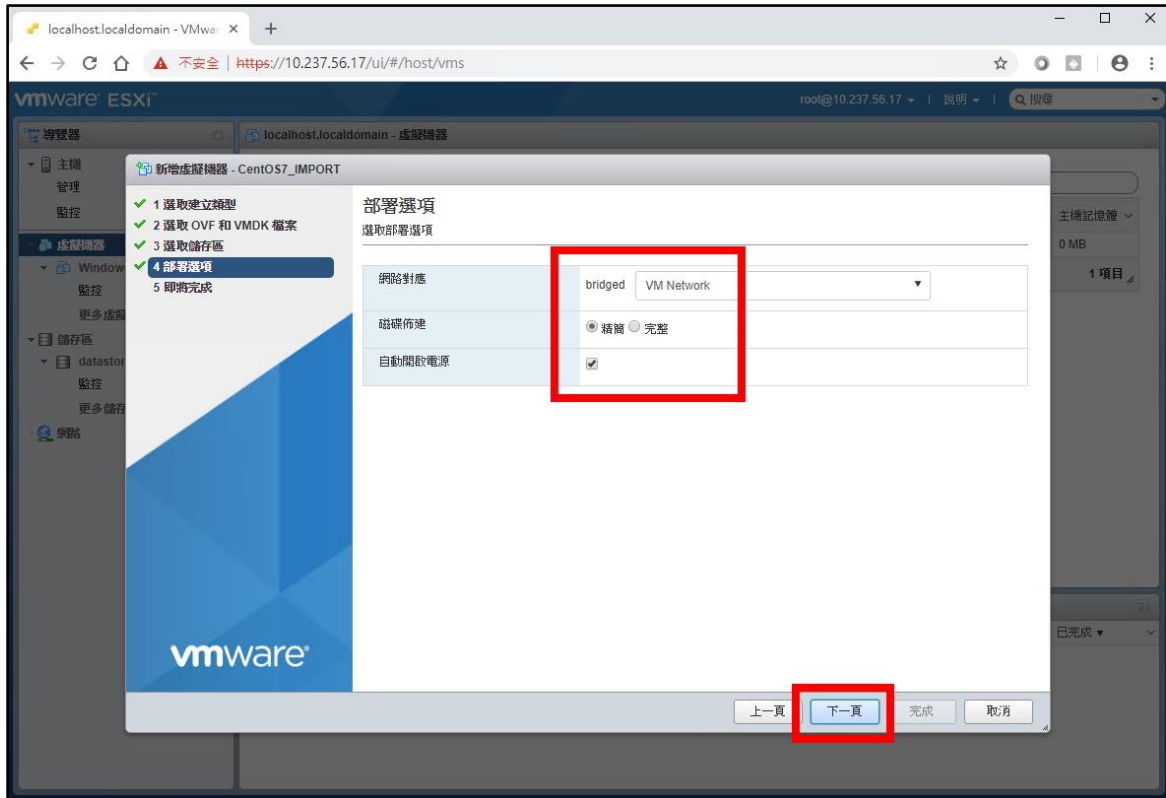 localhost.localdomain - VMwar
不安全 | https://10.237.56.17/ui/#/host/vms
vmware ESXi™
root@10.237.56.17 | 說明 |
搜尋
導覽器
localhost.localdomain - 虛擬機器
主機
管理
監控
虛擬機器
Window
監控
更多虛擬
儲存區
datastor
監控
更多儲存
網路
主機記憶體
0 MB
1 項目
已完成
新增虛擬機器 - CentOS7_IMPORT
1 選取建立類型
2 選取 OVF 和 VMDK 檔案
3 選取儲存區
4 部署選項
5 即將完成
vmware
部署選項
選取部署選項
網路對應 bridged VM Network
磁碟佈建 精簡 完整
自動開啟電源
上一頁 下一頁 完成 取消